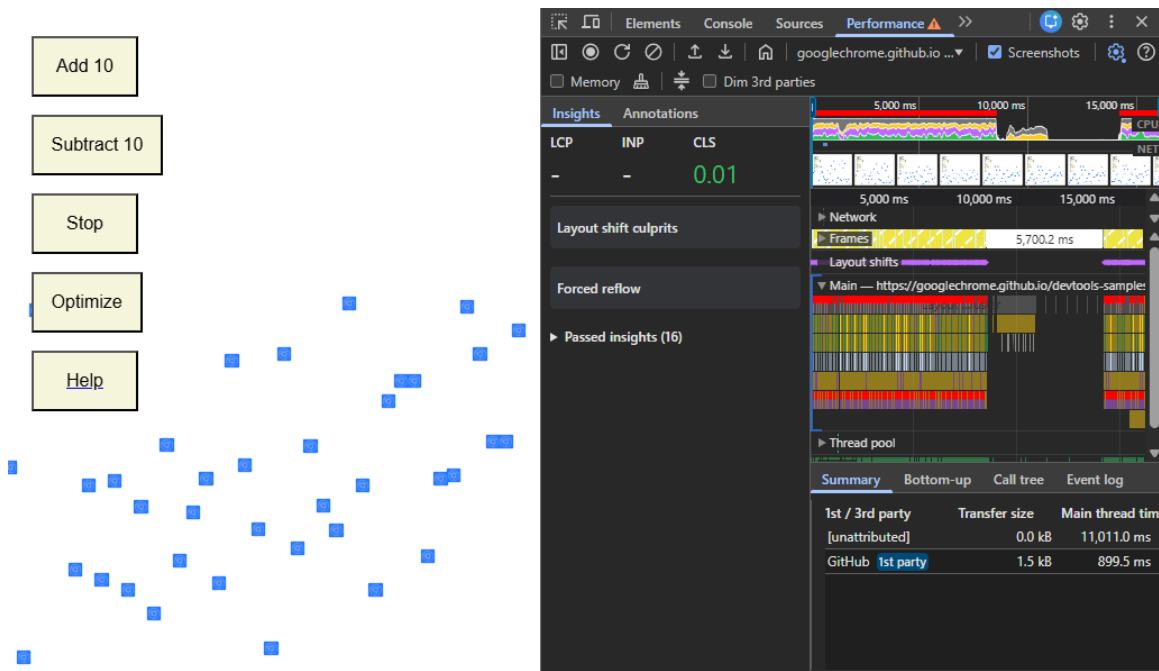 Add 10
Subtract 10
Stop
Optimize
Help
Elements Console Sources Performance
googlechrome.github.io ... Screenshots
Memory Dim 3rd parties
Insights Annotations
LCP INP CLS
- - 0.01
Layout shift culprits
Forced reflow
Passed insights (16)
5,000 ms 10,000 ms 15,000 ms
CPU
NET
5,000 ms 10,000 ms 15,000 ms
Network
Frames 5,700.2 ms
Layout shifts
Main — https://googlechrome.github.io/devtools-samples
Thread pool
Summary Bottom-up Call tree Event log
1st / 3rd party Transfer size Main thread tim
[unattributed] 0.0 kB 11,011.0 ms
GitHub 1st party 1.5 kB 899.5 ms